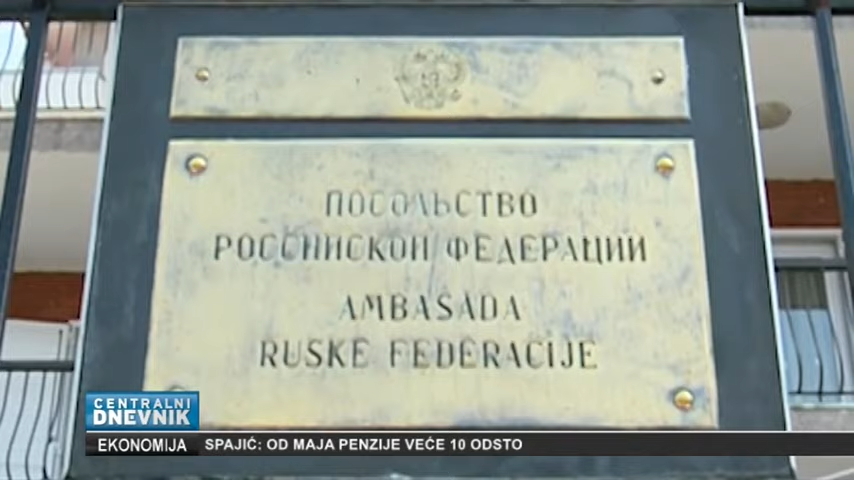 ПОСОЛЬСТВО
РОССИЙСКОЙ ФЕДЕРАЦИИ
AMBASADA
RUSKE FEDERACIJE
CENTRALNI
DNEVNIK
EKONOMIJA SPAJIĆ: OD MAJA PENZIJE VEĆE 10 ODSTO